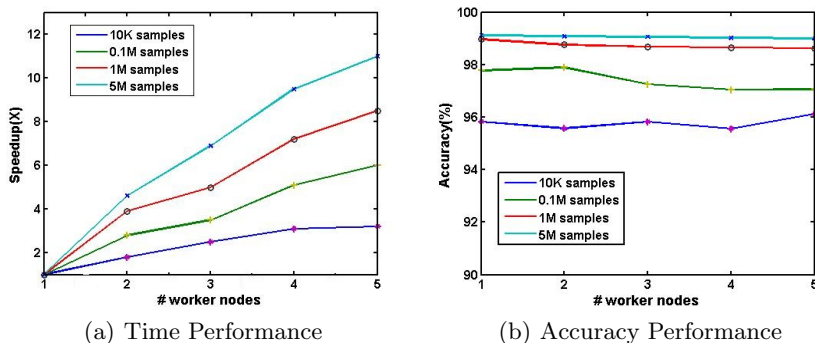 12
10
8
6
4
2
Speedup(X)
10K samples
0.1M samples
1M samples
5M samples
1 2 3 4 5
# worker nodes
(a) Time Performance
100
98
96
94
92
90
Accuracy(%)
10K samples
0.1M samples
1M samples
5M samples
1 2 3 4 5
# worker nodes
(b) Accuracy Performance